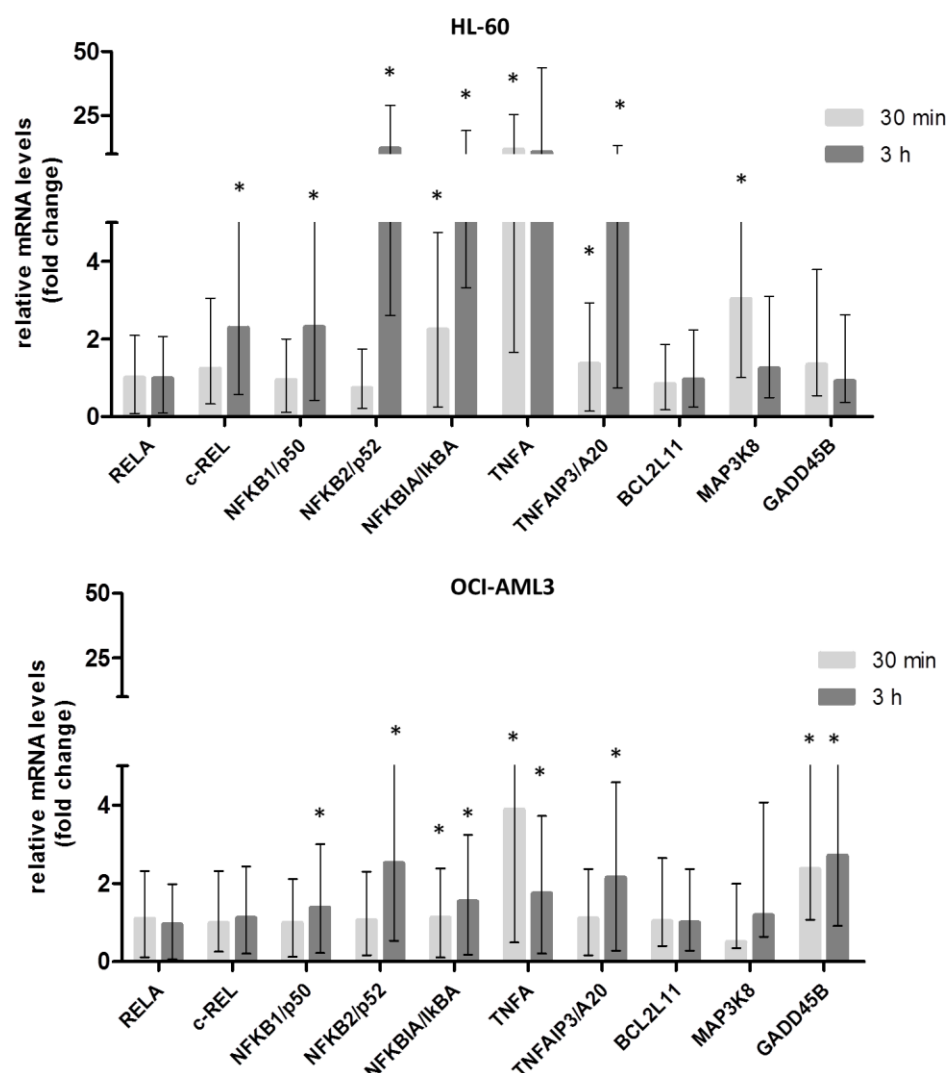 HL-60
50
25
4
2
0
relative mRNA levels
(fold change)
30 min
3 h
* * * * * * * * *
RELA
c-REL
NFKB1/p50
NFKB2/p52
NFKBIA/IkBA
TNFA
TNFAIP3/A20
BCL2L11
MAP3K8
GADD45B
OCI-AML3
50
25
4
2
0
relative mRNA levels
(fold change)
30 min
3 h
* * * * * * * * *
RELA
c-REL
NFKB1/p50
NFKB2/p52
NFKBIA/IkBA
TNFA
TNFAIP3/A20
BCL2L11
MAP3K8
GADD45B